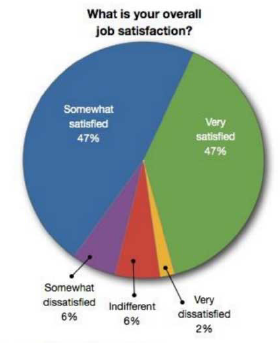 What is your overall
job satisfaction?
Somewhat
satisfied
47%
Very
satisfied
47%
Somewhat
dissatisfied
6%
Indifferent
6%
Very
dissatisfied
2%